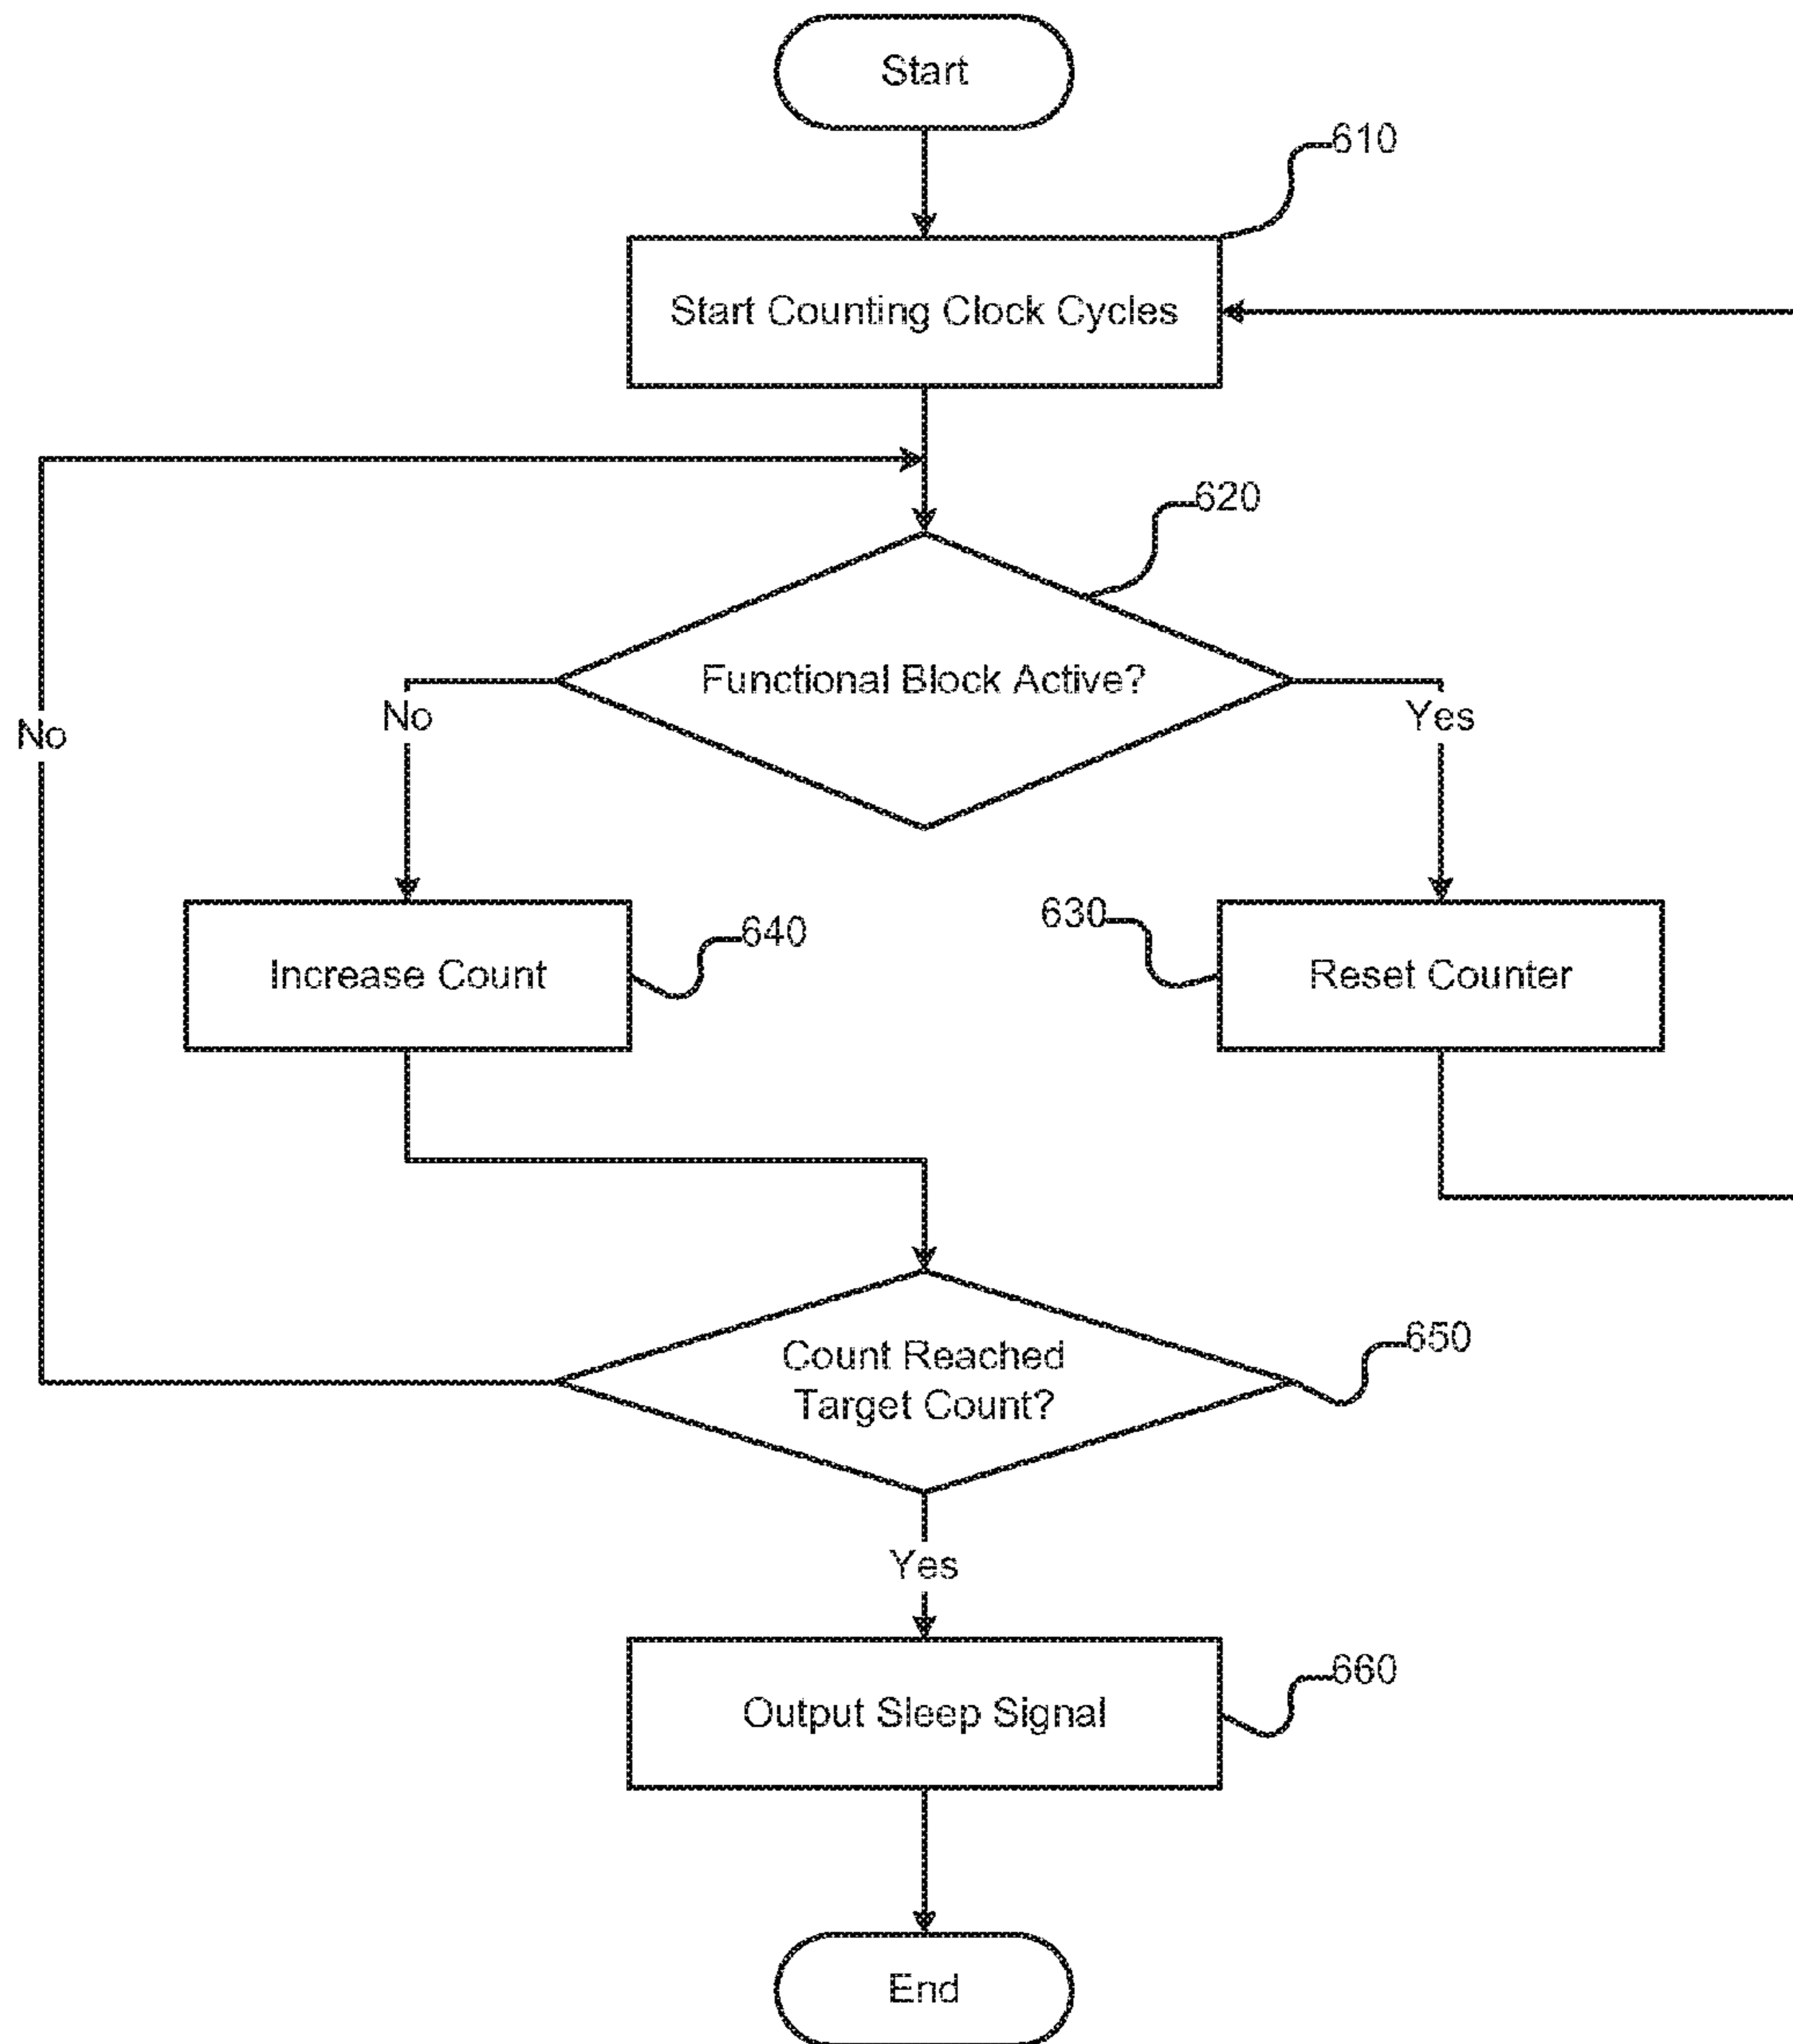 Start
610
Start Counting Clock Cycles
620
Functional Block Active?
No
No
Yes
640
630
Increase Count
Reset Counter
650
Count Reached
Target Count?
Yes
660
Output Sleep Signal
End